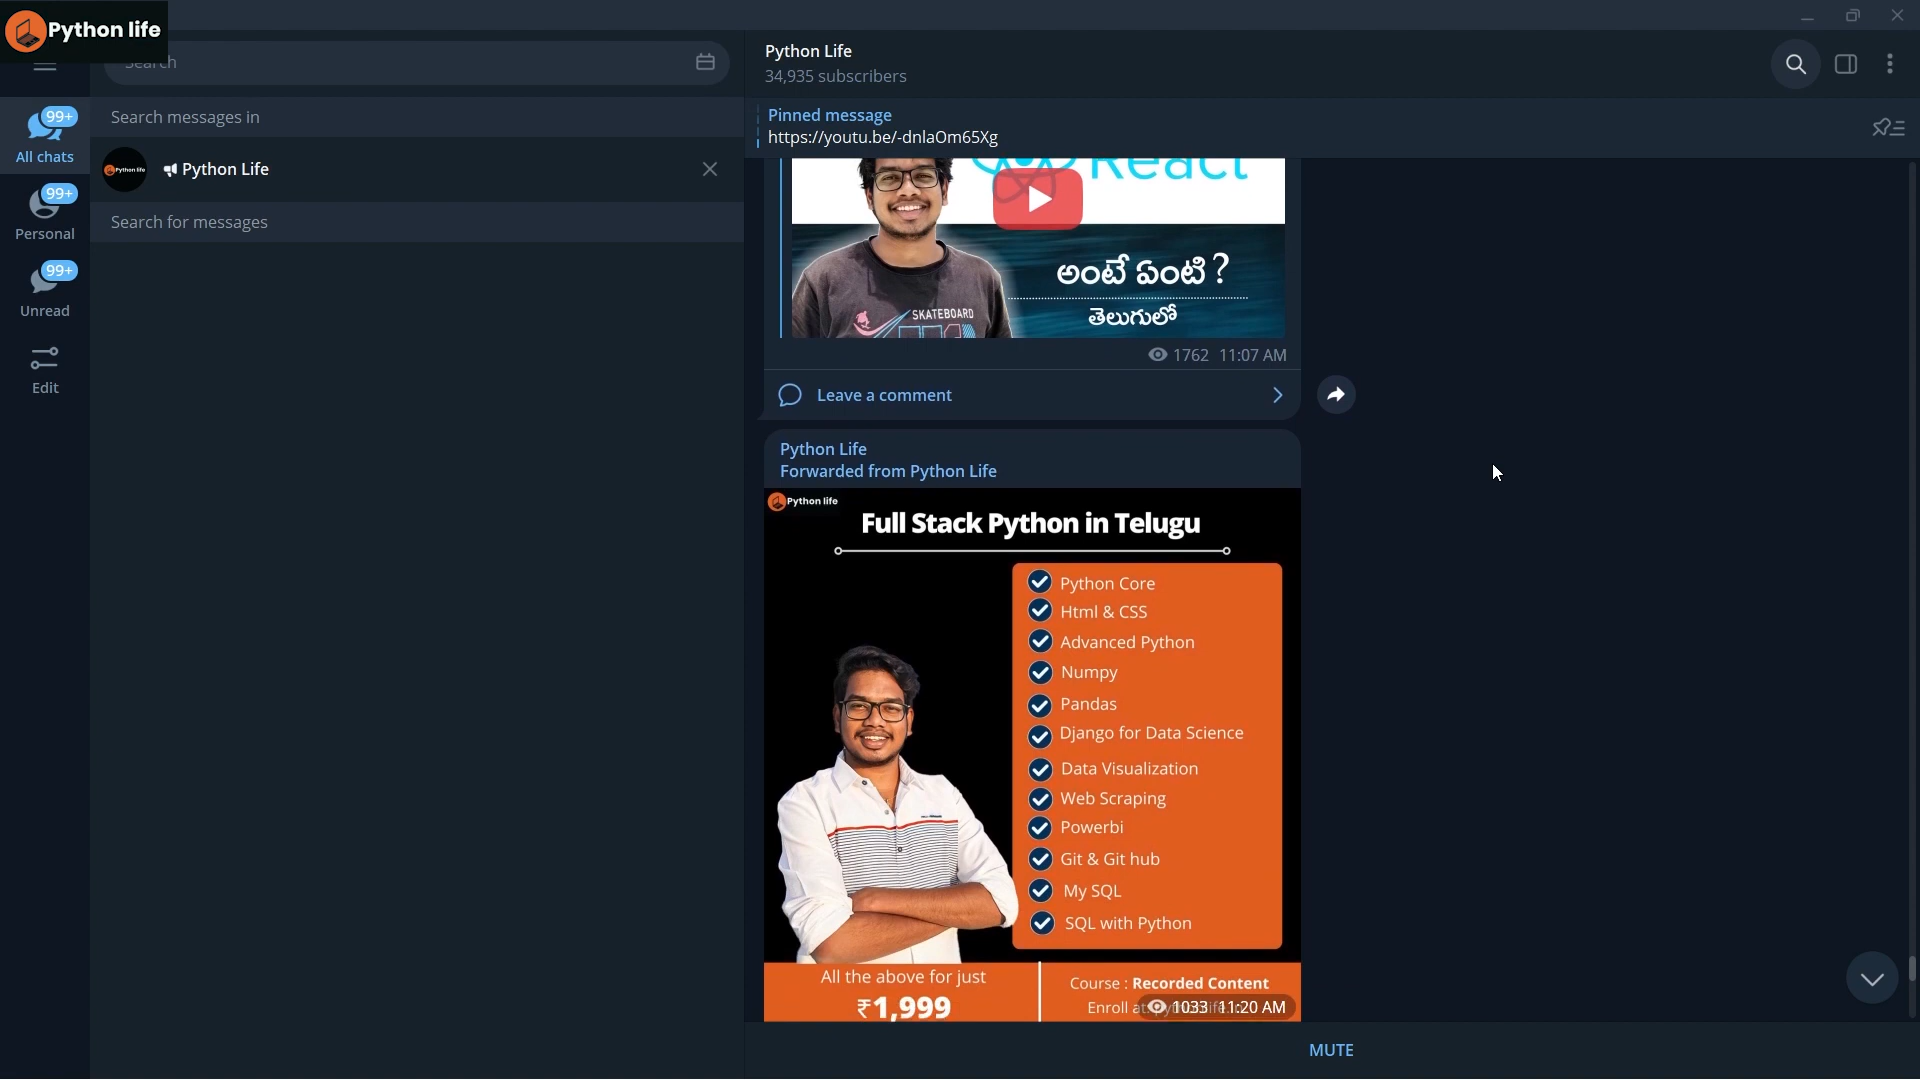 Python life
Search
Search messages in
Python Life
Search for messages
99+
All chats
99+
Personal
99+
Unread
Edit
Python Life
34,935 subscribers
Pinned message
https://youtu.be/-dnlaOm65Xg
React
అంటే ఏంటి ?
తెలుగులో
SKATEBOARD
1762 11:07 AM
Leave a comment
Python Life
Forwarded from Python Life
Python life
Full Stack Python in Telugu
Python Core
Html & CSS
Advanced Python
Numpy
Pandas
Django for Data Science
Data Visualization
Web Scraping
Powerbi
Git & Git hub
My SQL
SQL with Python
All the above for just
₹1,999
Course : Recorded Content
Enroll at
1033 11:20 AM
MUTE